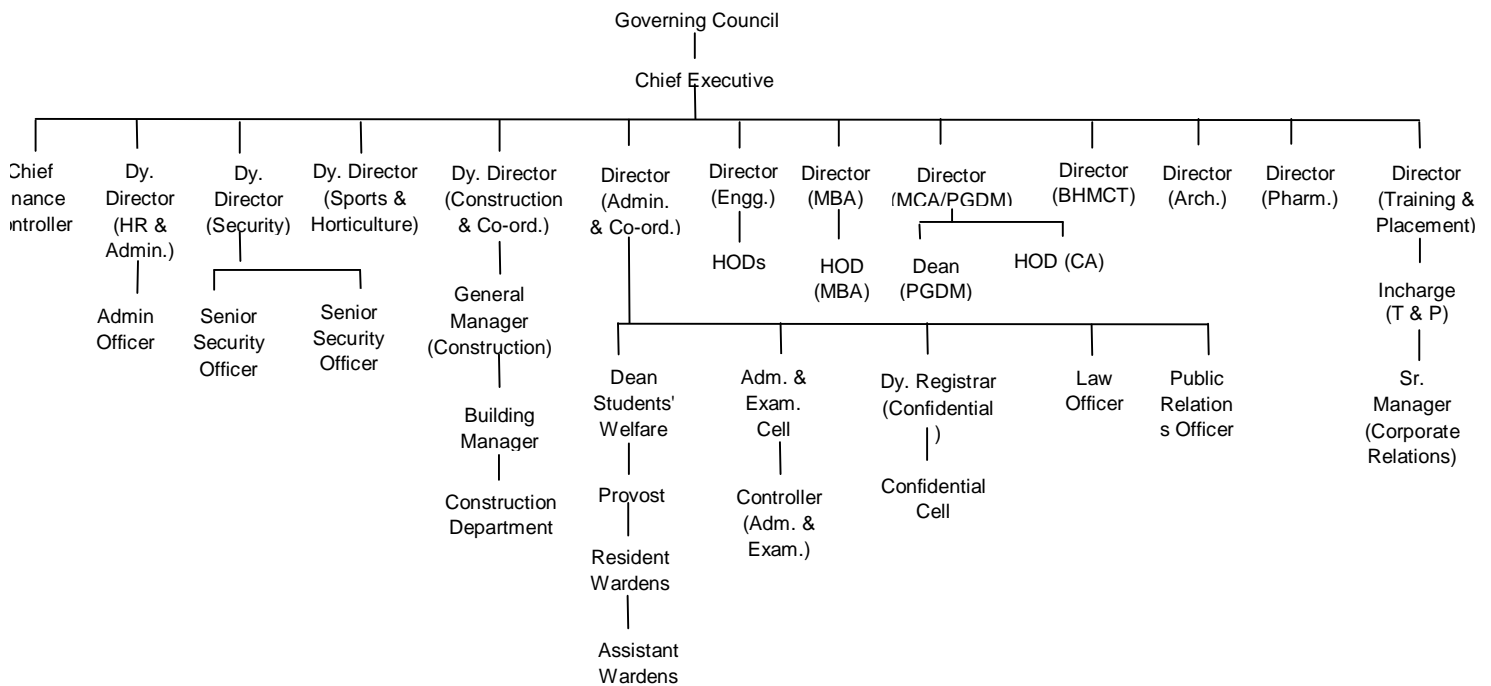 Governing Council
Chief Executive
Chief
nance
ontroller
Dy.
Director
(HR &
Admin.)
Dy.
Director
(Security)
Dy. Director
(Sports &
Horticulture)
Dy. Director
(Construction
& Co-ord.)
Director
(Admin.
& Co-ord.)
Director
(Engg.)
Director
(MBA)
Director
(MCA/PGDM)
Director
(BHMCT)
Director
(Arch.)
Director
(Pharm.)
Director
(Training &
Placement)
Admin
Officer
Senior
Security
Officer
Senior
Security
Officer
General
Manager
(Construction)
HODs
HOD
(MBA)
Dean
(PGDM)
HOD (CA)
Incharge
(T & P)
Building
Manager
Construction
Department
Dean
Students'
Welfare
Adm. &
Exam.
Cell
Dy. Registrar
(Confidential
)
Law
Officer
Public
Relation
s Officer
Sr.
Manager
(Corporate
Relations)
Provost
Controller
(Adm. &
Exam.)
Confidential
Cell
Resident
Wardens
Assistant
Wardens